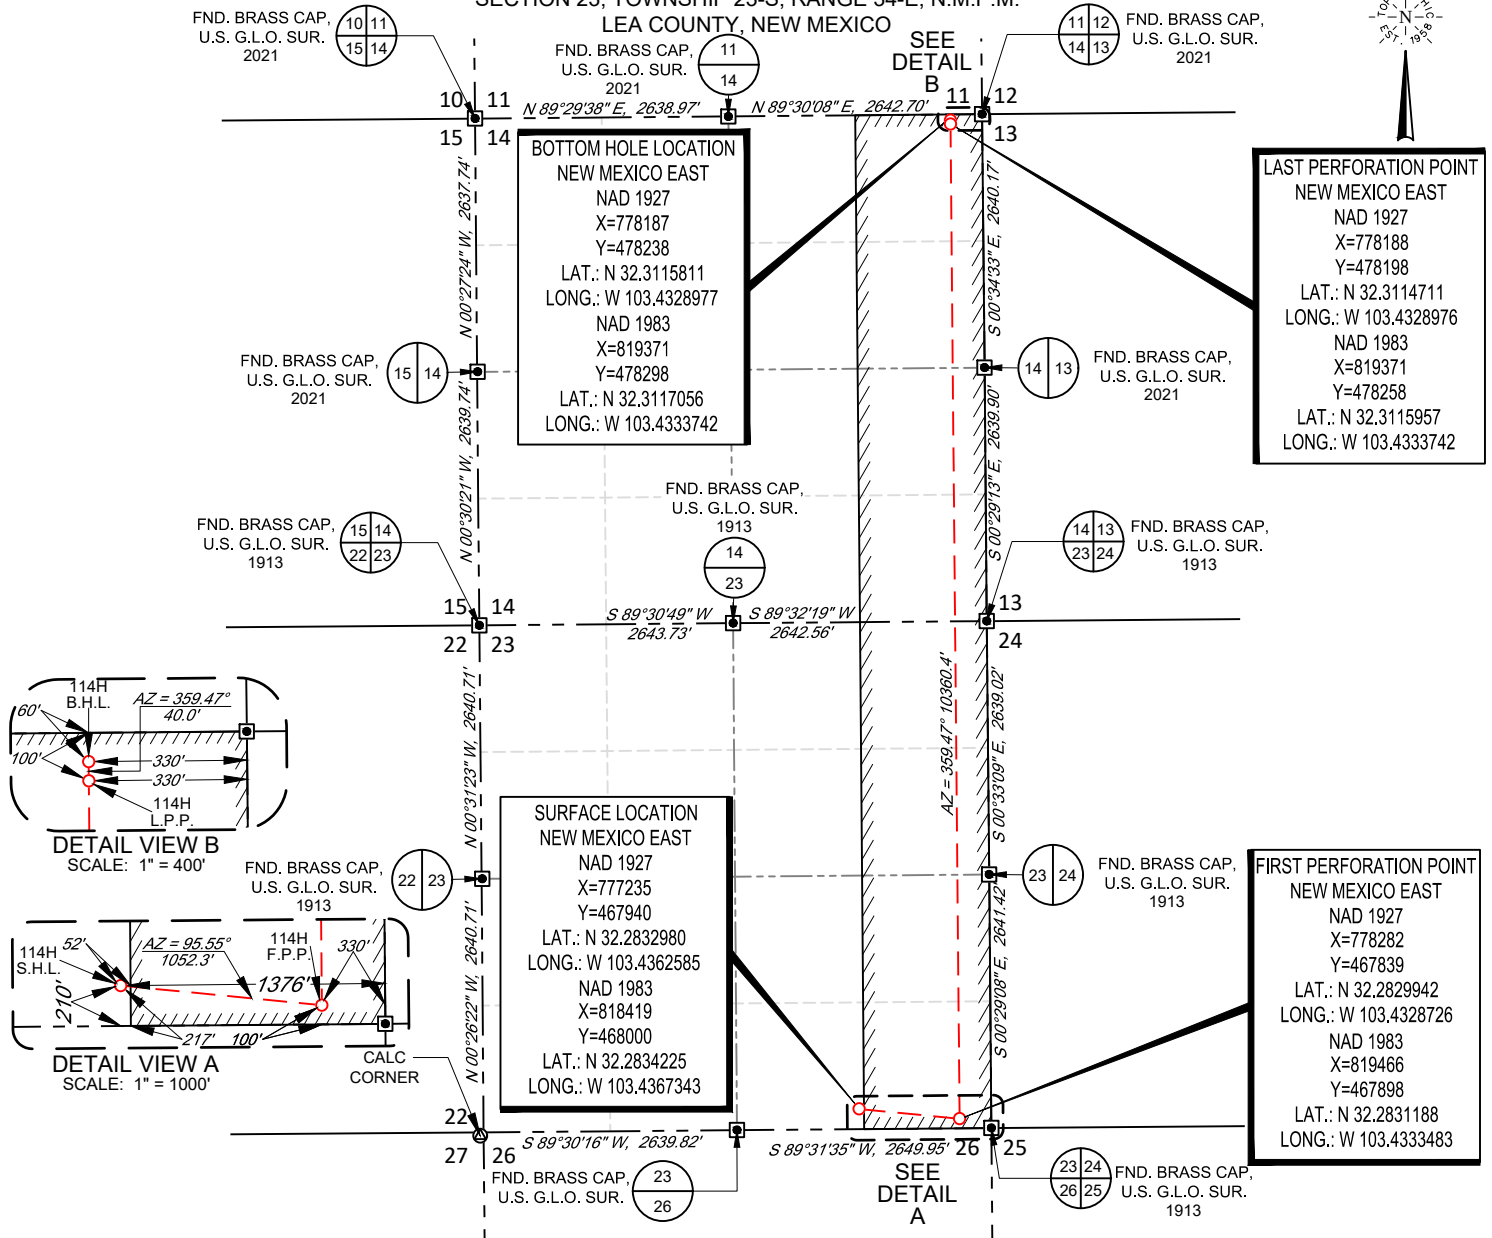 SECTION 23, TOWNSHIP 23-S, RANGE 34-E, N.M.P.M.
LEA COUNTY, NEW MEXICO
FND. BRASS CAP,
U.S. G.L.O. SUR.
2021
10 11
15 14
FND. BRASS CAP,
U.S. G.L.O. SUR.
2021
11
14
SEE
DETAIL
B
11 12
14 13
FND. BRASS CAP,
U.S. G.L.O. SUR.
2021
N
EST. 1958
10 11
15 14
N 89°29'38" E, 2638.97'
N 89°30'08" E, 2642.70'
11 12
13
BOTTOM HOLE LOCATION
NEW MEXICO EAST
NAD 1927
X=778187
Y=478238
LAT.: N 32.3115811
LONG.: W 103.4328977
NAD 1983
X=819371
Y=478298
LAT.: N 32.3117056
LONG.: W 103.4333742
LAST PERFORATION POINT
NEW MEXICO EAST
NAD 1927
X=778188
Y=478198
LAT.: N 32.3114711
LONG.: W 103.4328976
NAD 1983
X=819371
Y=478258
LAT.: N 32.3115957
LONG.: W 103.4333742
N 00°27'24" W, 2637.74'
S 00°34'33" E, 2640.17'
FND. BRASS CAP,
U.S. G.L.O. SUR.
2021
15 14
14 13
FND. BRASS CAP,
U.S. G.L.O. SUR.
2021
N 00°30'21" W, 2639.74'
S 00°29'13" E, 2639.90'
FND. BRASS CAP,
U.S. G.L.O. SUR.
1913
15 14
22 23
FND. BRASS CAP,
U.S. G.L.O. SUR.
1913
14
23
14 13
23 24
FND. BRASS CAP,
U.S. G.L.O. SUR.
1913
15 14
22 23
S 89°30'49" W
2643.73'
S 89°32'19" W
2642.56'
13
24
N 00°31'23" W, 2640.71'
AZ = 359.47° 10360.4'
S 00°33'09" E, 2639.02'
114H
B.H.L.
AZ = 359.47°
40.0'
60'
100'
330'
330'
114H
L.P.P.
DETAIL VIEW B
SCALE: 1" = 400'
FND. BRASS CAP,
U.S. G.L.O. SUR.
1913
22 23
SURFACE LOCATION
NEW MEXICO EAST
NAD 1927
X=777235
Y=467940
LAT.: N 32.2832980
LONG.: W 103.4362585
NAD 1983
X=818419
Y=468000
LAT.: N 32.2834225
LONG.: W 103.4367343
23 24
FND. BRASS CAP,
U.S. G.L.O. SUR.
1913
FIRST PERFORATION POINT
NEW MEXICO EAST
NAD 1927
X=778282
Y=467839
LAT.: N 32.2829942
LONG.: W 103.4328726
NAD 1983
X=819466
Y=467898
LAT.: N 32.2831188
LONG.: W 103.4333483
114H
S.H.L.
52'
AZ = 95.55°
1052.3'
114H
F.P.P.
330'
1376'
210'
217'
100'
DETAIL VIEW A
SCALE: 1" = 1000'
N 00°26'22" W, 2640.71'
S 00°29'08" E, 2641.42'
CALC
CORNER
22
27 26
S 89°30'16" W, 2639.82'
S 89°31'35" W, 2649.95'
26 25
FND. BRASS CAP,
U.S. G.L.O. SUR.
23
26
SEE
DETAIL
A
23 24
26 25
FND. BRASS CAP,
U.S. G.L.O. SUR.
1913